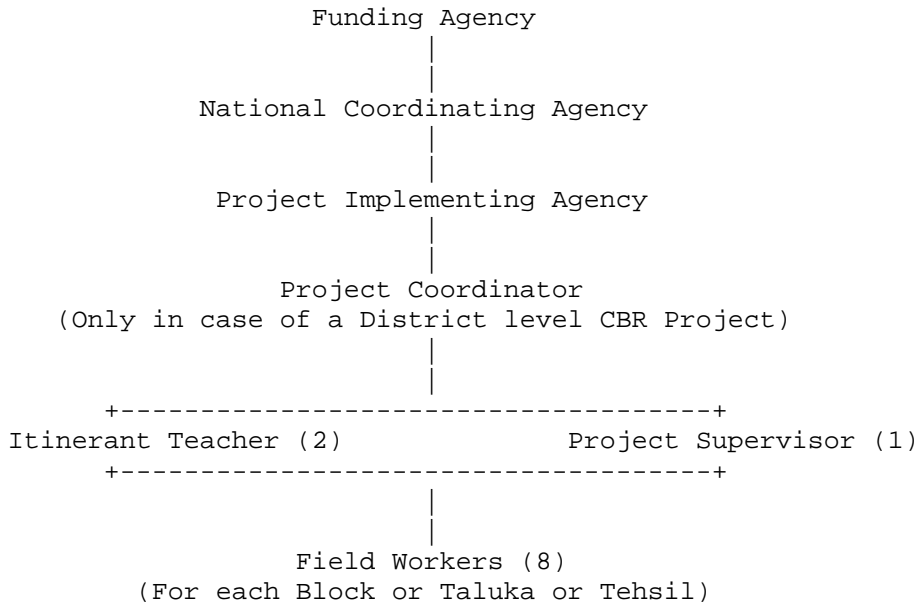 Funding Agency
|
|
National Coordinating Agency
|
|
Project Implementing Agency
|
|
Project Coordinator
(Only in case of a District level CBR Project)
|
|
+-------------------------------------+
Itinerant Teacher (2) Project Supervisor (1)
+-------------------------------------+
|
|
Field Workers (8)
(For each Block or Taluka or Tehsil)